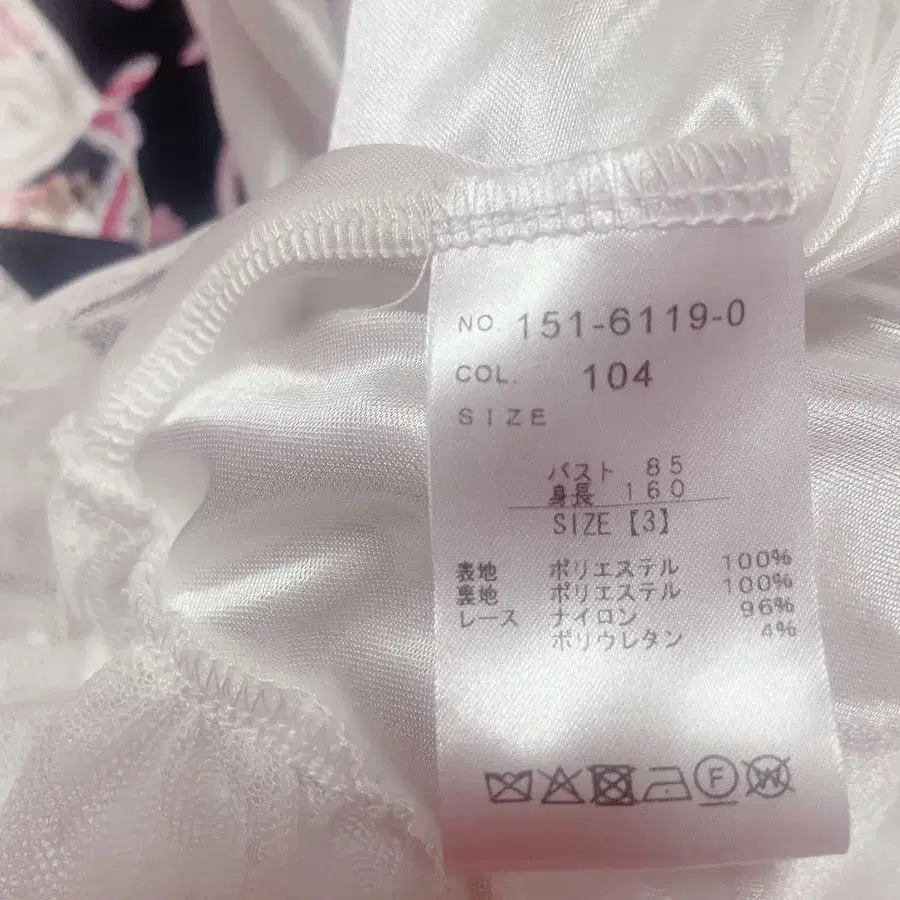 NO. 151-6119-0
COL. 104
SIZE
バスト 85
身長 160
SIZE【3】
表地 ポリエステル 100%
裏地 ポリエステル 100%
レース ナイロン 96%
ポリウレタン 4%
F W